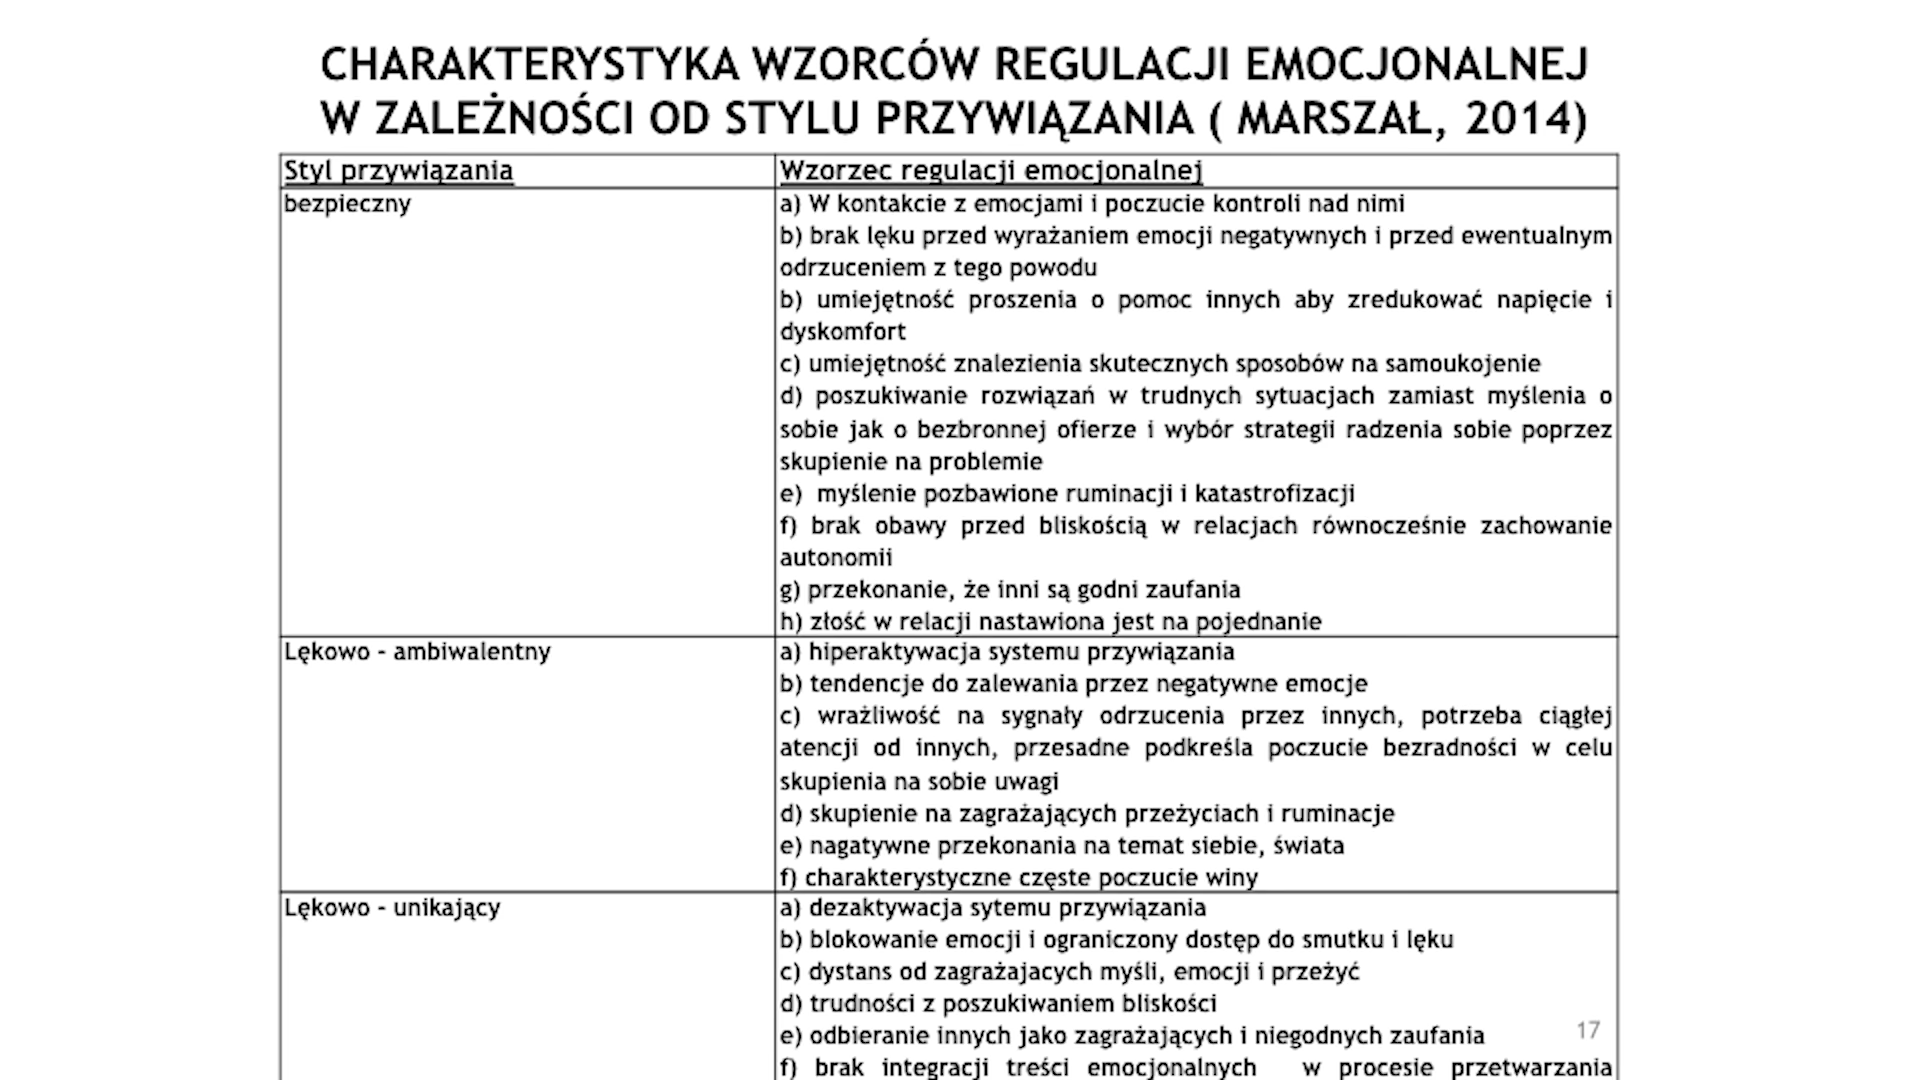 CHARAKTERYSTYKA WZORCÓW REGULACJI EMOCJONALNEJ
W ZALEŻNOŚCI OD STYLU PRZYWIĄZANIA ( MARSZAŁ, 2014)
Styl przywiązania
Wzorzec regulacji emocjonalnej
bezpieczny
a) W kontakcie z emocjami i poczucie kontroli nad nimi
b) brak lęku przed wyrażaniem emocji negatywnych i przed ewentualnym
odrzuceniem z tego powodu
b) umiejętność proszenia o pomoc innych aby zredukować napięcie i
dyskomfort
c) umiejętność znalezienia skutecznych sposobów na samoukojenie
d) poszukiwanie rozwiązań w trudnych sytuacjach zamiast myślenia o
sobie jak o bezbronnej ofierze i wybór strategii radzenia sobie poprzez
skupienie na problemie
e) myślenie pozbawione ruminacji i katastrofizacji
f) brak obawy przed bliskością w relacjach równocześnie zachowanie
autonomii
g) przekonanie, że inni są godni zaufania
h) złość w relacji nastawiona jest na pojednanie
Lękowo - ambiwalentny
a) hiperaktywacja systemu przywiązania
b) tendencje do zalewania przez negatywne emocje
c) wrażliwość na sygnały odrzucenia przez innych, potrzeba ciągłej
atencji od innych, przesadne podkreśla poczucie bezradności w celu
skupienia na sobie uwagi
d) skupienie na zagrażających przeżyciach i ruminacje
e) nagatywne przekonania na temat siebie, świata
f) charakterystyczne częste poczucie winy
Lękowo - unikający
a) dezaktywacja sytemu przywiązania
b) blokowanie emocji i ograniczony dostęp do smutku i lęku
c) dystans od zagrażajacych myśli, emocji i przeżyć
d) trudności z poszukiwaniem bliskości
e) odbieranie innych jako zagrażających i niegodnych zaufania
17
f) brak integracji treści emocjonalnych w procesie przetwarzania